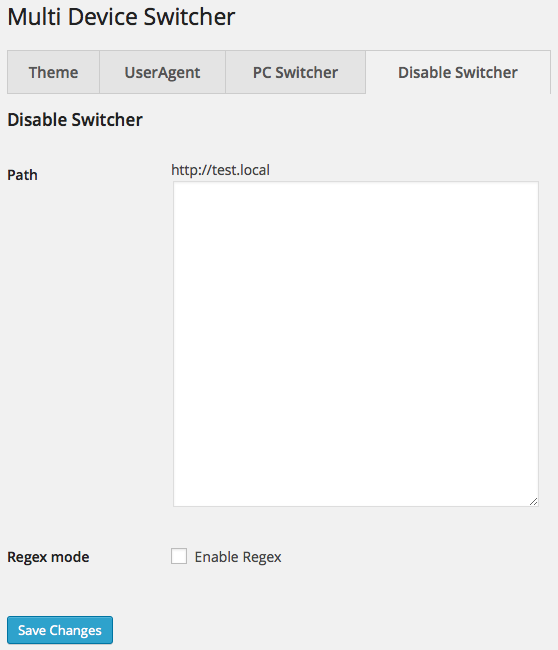 Multi Device Switcher
Theme UserAgent PC Switcher Disable Switcher
Disable Switcher
Path http://test.local
Regex mode Enable Regex
Save Changes